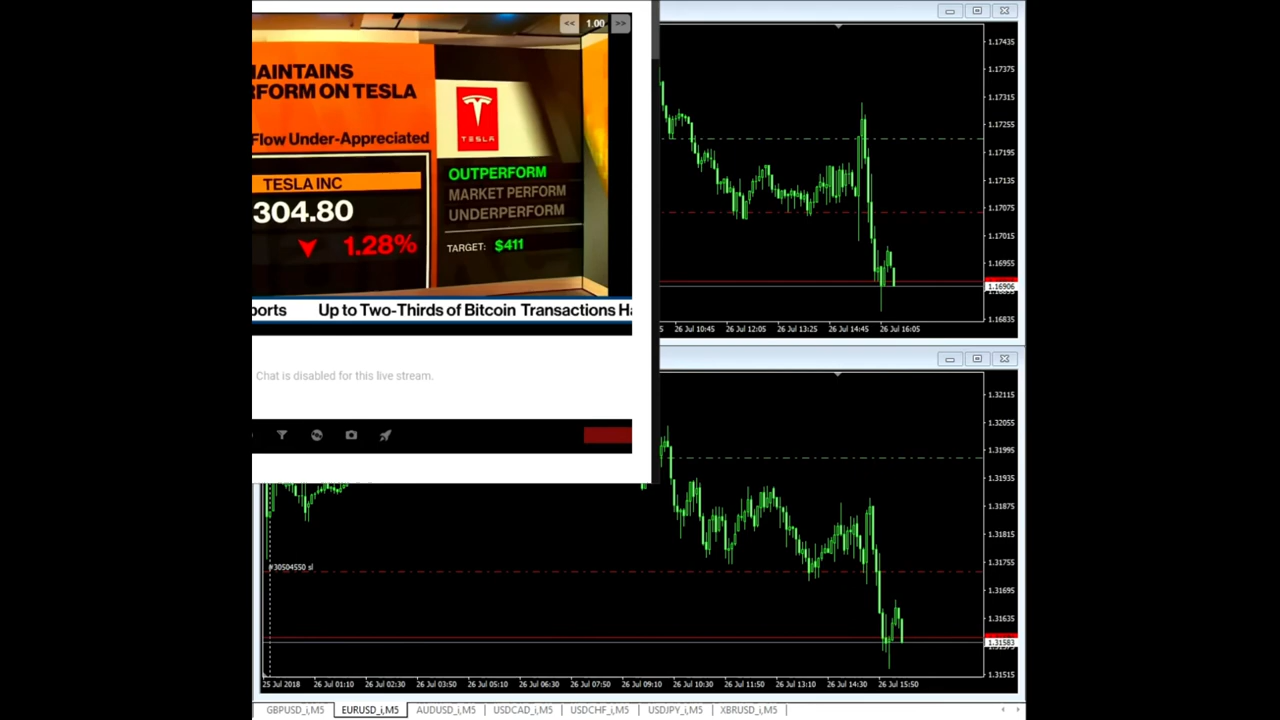 << 1.00 >>
MAINTAINS
RFORM ON TESLA
Flow Under-Appreciated
TESLA INC
304.80
1.28%
TESLA
OUTPERFORM
MARKET PERFORM
UNDERPERFORM
TARGET: $411
ports Up to Two-Thirds of Bitcoin Transactions Ha
Chat is disabled for this live stream.
1.17435
1.17375
1.17315
1.17255
1.17195
1.17135
1.17075
1.17015
1.16955
1.16906
1.16835
26 Jul 10:45 26 Jul 12:05 26 Jul 13:25 26 Jul 14:45 26 Jul 16:05
1.32115
1.32055
1.31995
1.31935
1.31875
1.31815
1.31755
1.31695
1.31635
1.31583
1.31515
#30504550 sl
25 Jul 2018 26 Jul 01:10 26 Jul 02:30 26 Jul 03:50 26 Jul 05:10 26 Jul 06:30 26 Jul 07:50 26 Jul 09:10 26 Jul 10:30 26 Jul 11:50 26 Jul 13:10 26 Jul 14:30 26 Jul 15:50
GBPUSD_i,M5 EURUSD_i,M5 AUDUSD_i,M5 USDCAD_i,M5 USDCHF_i,M5 USDJPY_i,M5 XBRUSD_i,M5